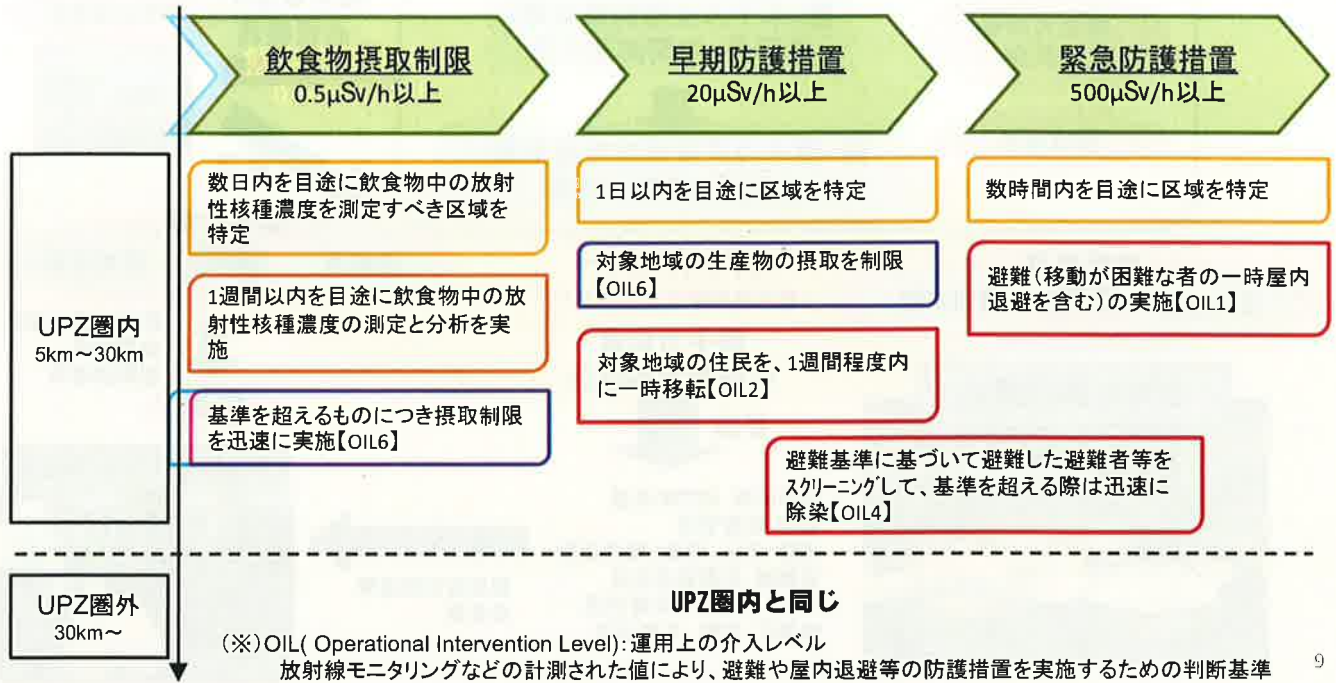 飲食物摂取制限
0.5μSv/h以上
早期防護措置
20μSv/h以上
緊急防護措置
500μSv/h以上
UPZ圏内
5km～30km
数日内を目途に飲食物中の放射
性核種濃度を測定すべき区域を
特定
1週間以内を目途に飲食物中の放
射性核種濃度の測定と分析を実
施
基準を超えるものにつき摂取制限
を迅速に実施【OIL6】
1日以内を目途に区域を特定
対象地域の生産物の摂取を制限
【OIL6】
対象地域の住民を、1週間程度内
に一時移転【OIL2】
数時間内を目途に区域を特定
避難（移動が困難な者の一時屋内
退避を含む）の実施【OIL1】
避難基準に基づいて避難した避難者等を
スクリーニングして、基準を超える際は迅速に
除染【OIL4】
UPZ圏外
30km～
UPZ圏内と同じ
（※）OIL( Operational Intervention Level)：運用上の介入レベル
放射線モニタリングなどの計測された値により、避難や屋内退避等の防護措置を実施するための判断基準
9